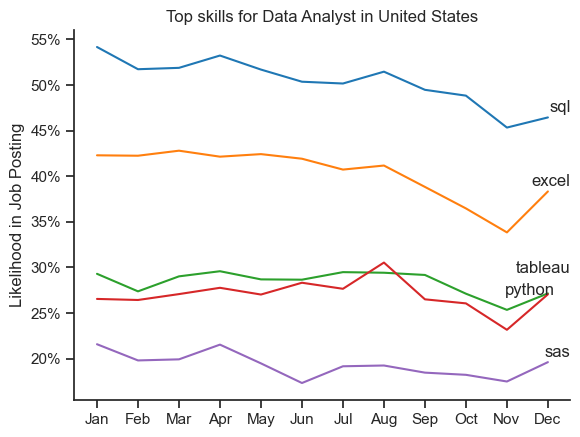 Top skills for Data Analyst in United States
Likelihood in Job Posting
55%
50%
45%
40%
35%
30%
25%
20%
sql
excel
tableau
python
sas
Jan Feb Mar Apr May Jun Jul Aug Sep Oct Nov Dec